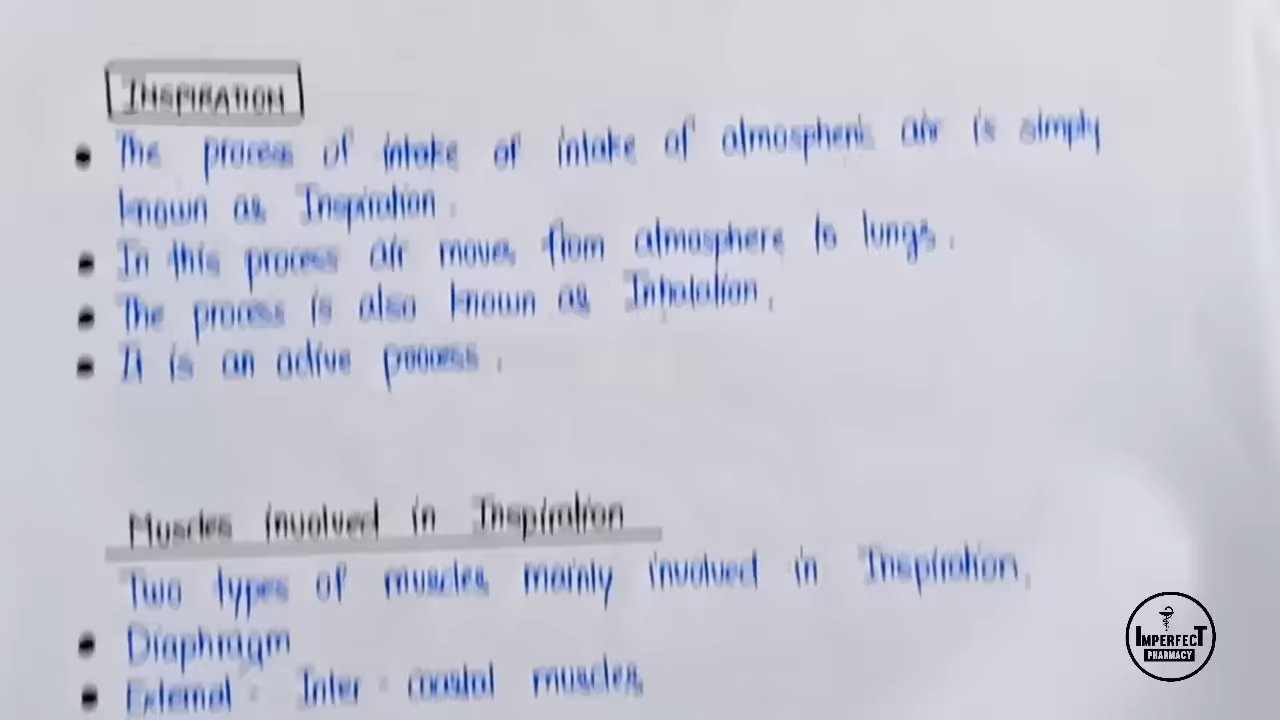 INSPIRATION
The process of intake of intake of atmospheric air is simply
known as Inspiration.
In this process air moves from atmosphere to lungs.
The process is also known as Inhalation.
It is an active process.
Muscles involved in Inspiration
Two types of muscles mainly involved in Inspiration.
Diaphragm
External - Inter - coastal muscles
IMPERFECT
PHARMACY